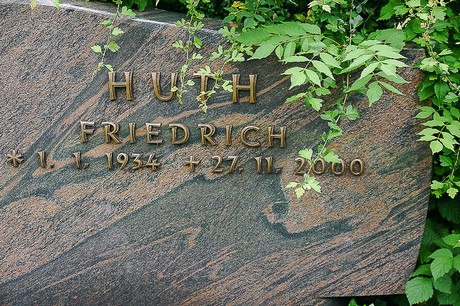 HUTH
FRIEDRICH
* 1. 1. 1934 + 27. 11. 2000